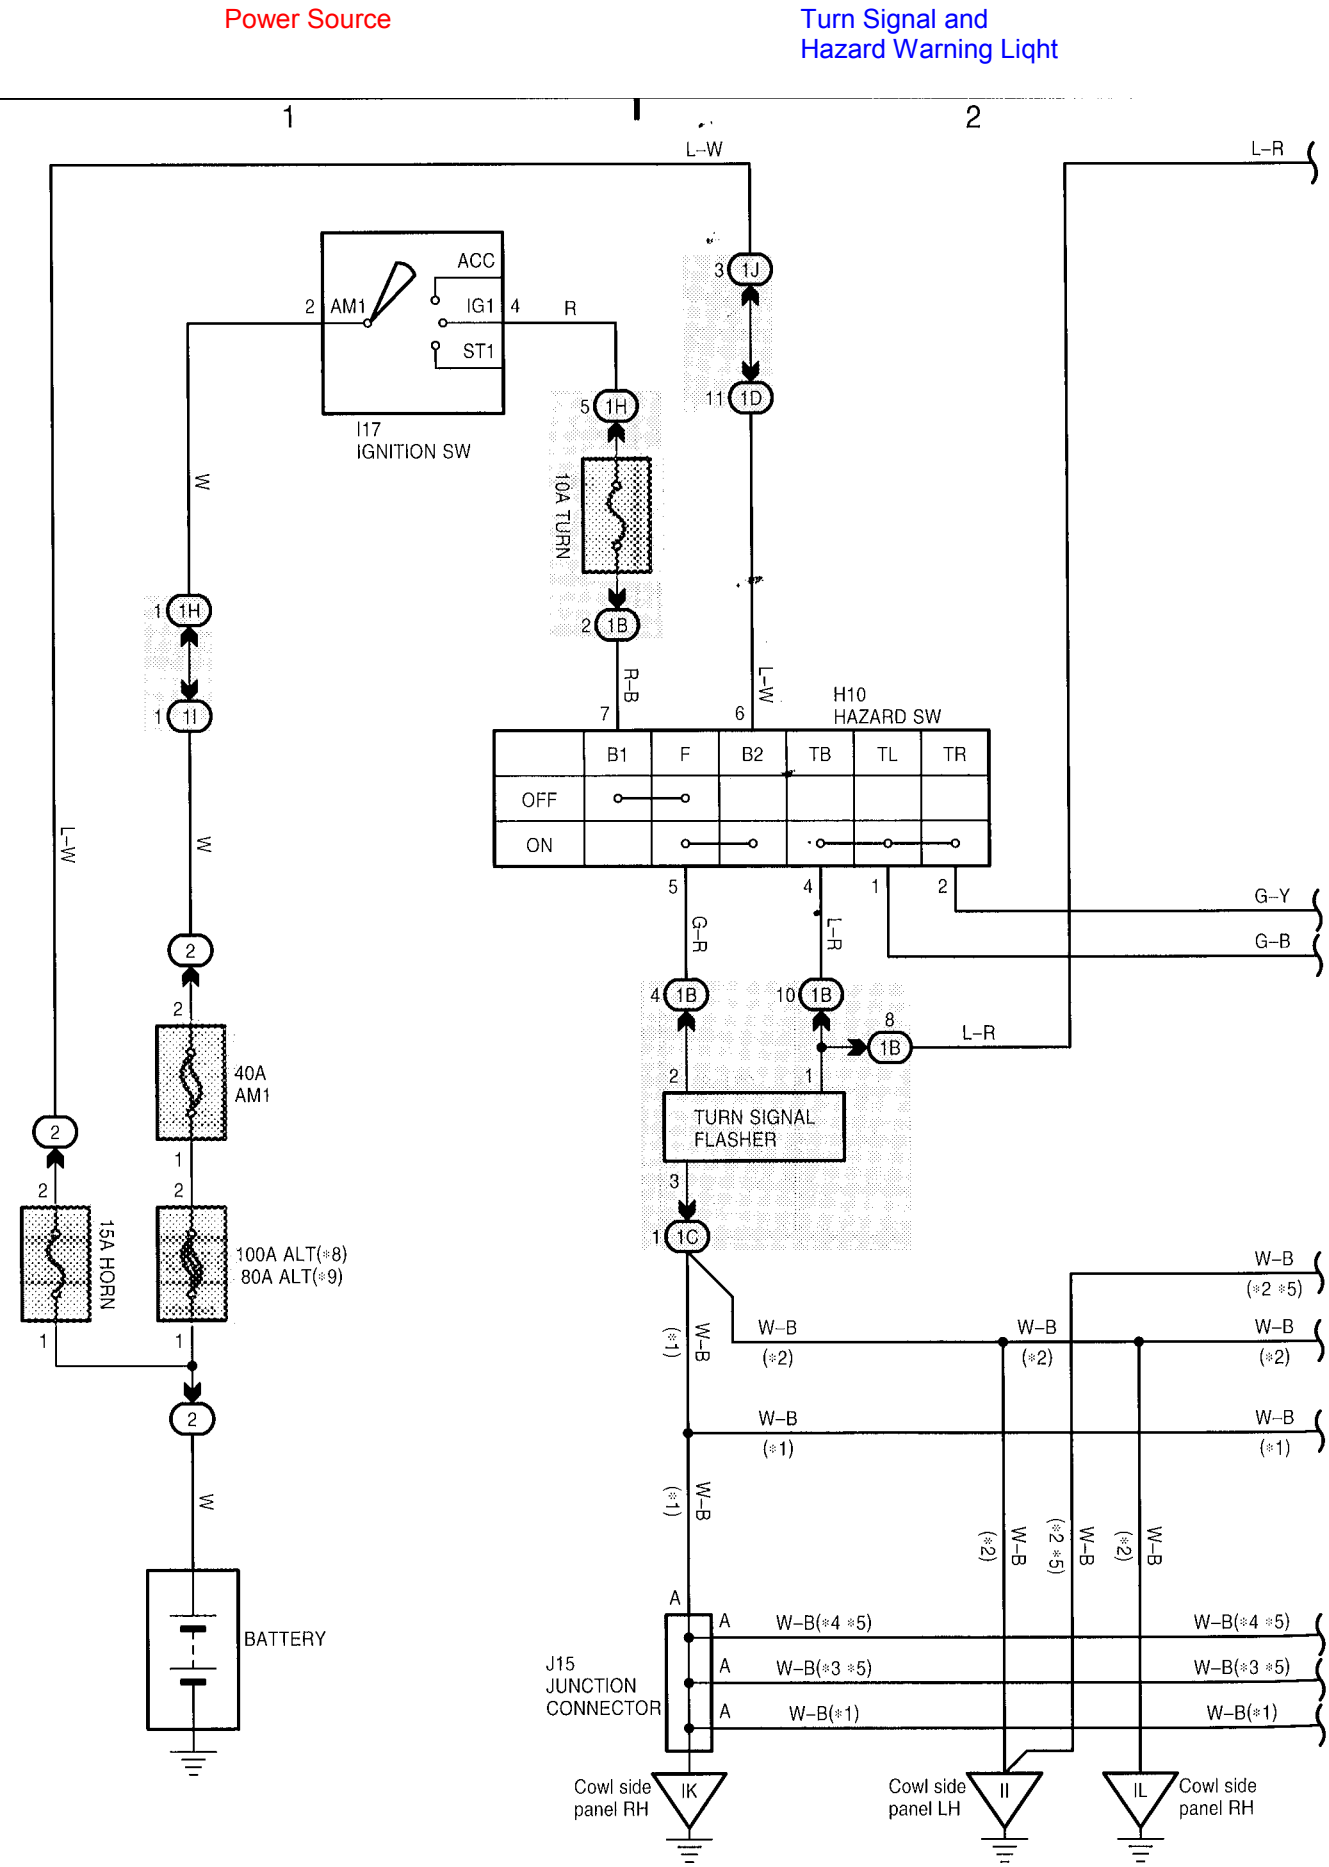 Power Source
Turn Signal and
Hazard Warning Light
1
2
L-W
L-R
3
1J
ACC
2
AM1
IG1
4
R
ST1
11
1D
5
1H
I17
IGNITION SW
W
10A TURN
1
1H
2
1B
R-B
L-W
1
1I
7
6
H10
HAZARD SW
B1
F
B2
TB
TL
TR
OFF
ON
L-W
W
5
4
1
2
G-Y
G-R
L-R
G-B
2
4
1B
10
1B
2
8
1B
L-R
40A
AM1
2
1
TURN SIGNAL
FLASHER
2
1
2
2
3
15A HORN
100A ALT(*8)
80A ALT(*9)
1
1C
W-B
(*2 *5)
1
1
(*1)
W-B
W-B
(*2)
W-B
(*2)
W-B
(*2)
2
W-B
(*1)
W-B
(*1)
W
(*1)
W-B
(*2)
W-B
(*2 *5)
W-B
(*2)
W-B
A
BATTERY
A
W-B(*4 *5)
W-B(*4 *5)
J15
JUNCTION
CONNECTOR
A
W-B(*3 *5)
W-B(*3 *5)
A
W-B(*1)
W-B(*1)
Cowl side
panel RH
IK
Cowl side
panel LH
II
IL
Cowl side
panel RH